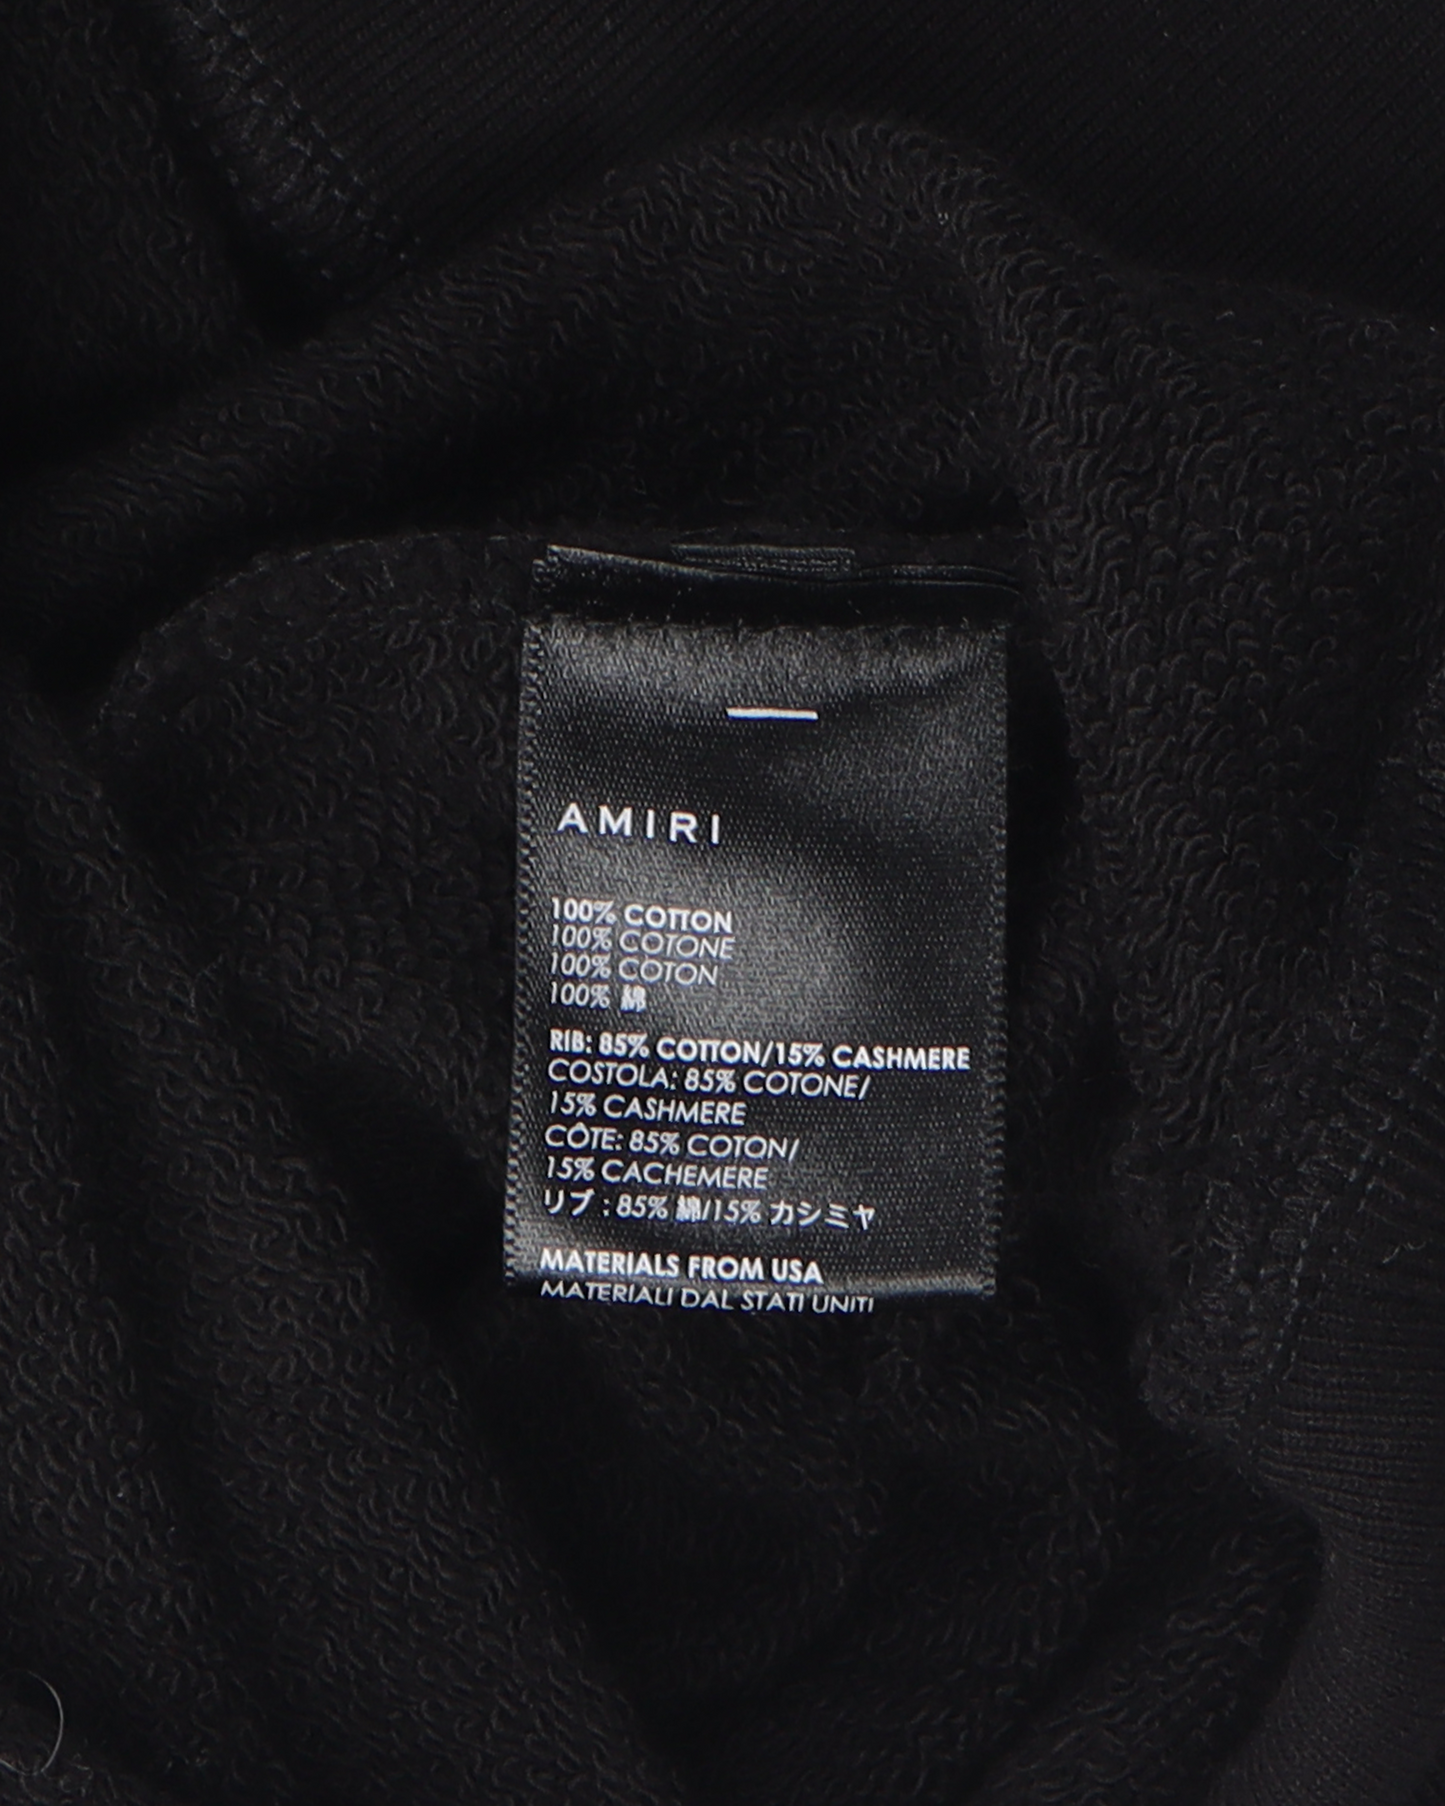 AMIRI
100% COTTON
100% COTONE
100% COTON
100% 綿
RIB: 85% COTTON/15% CASHMERE
COSTOLA: 85% COTONE/
15% CASHMERE
CÔTE: 85% COTON/
15% CACHEMERE
リブ : 85% 綿/15% カシミヤ
MATERIALS FROM USA
MATERIALI DAL STATI UNITI